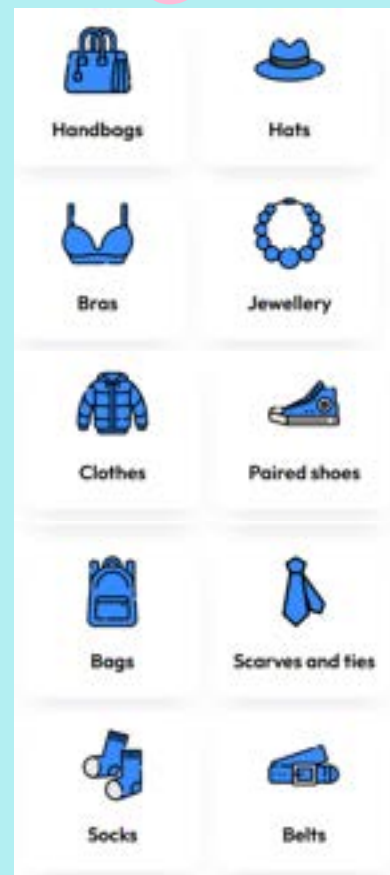 Handbags
Hats
Bras
Jewellery
Clothes
Paired shoes
Bags
Scarves and ties
Socks
Belts